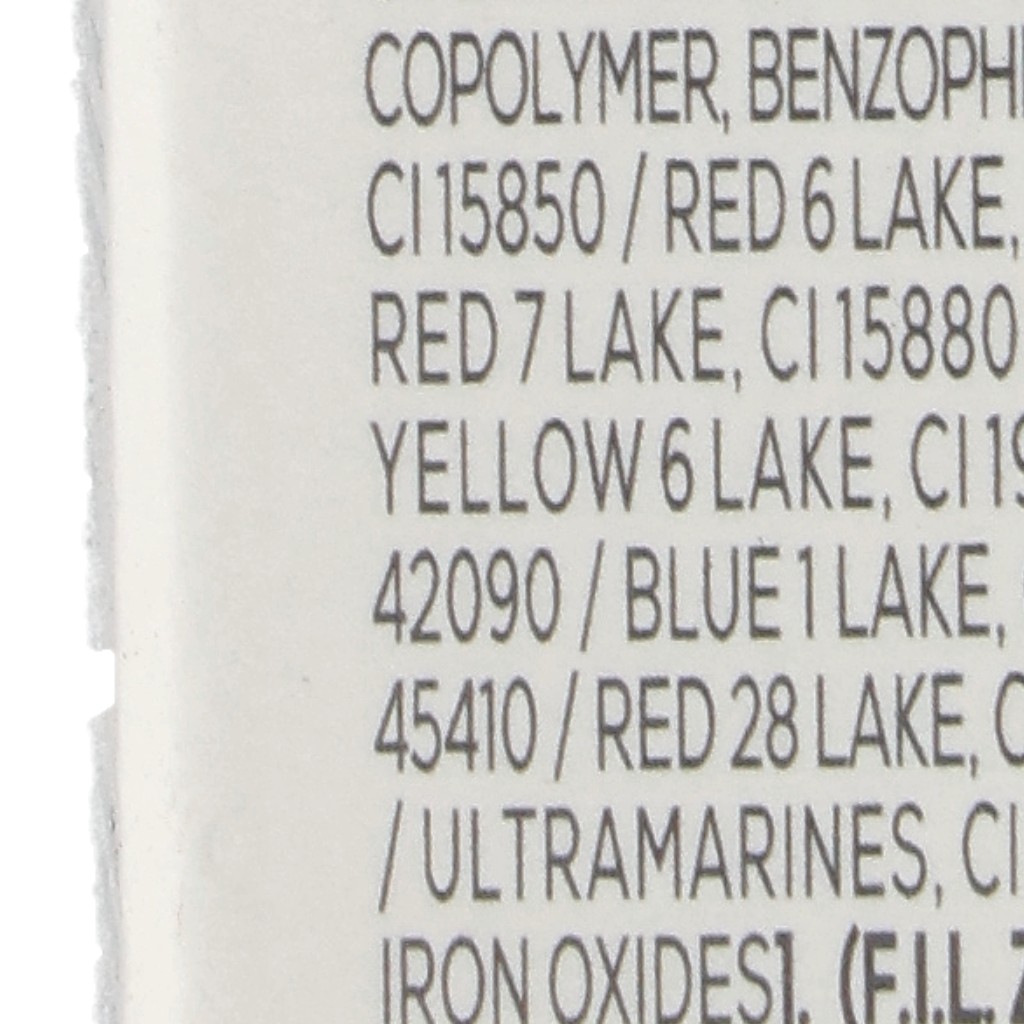 COPOLYMER, BENZOPH
CI 15850 / RED 6 LAKE,
RED 7 LAKE, CI 15880
YELLOW 6 LAKE, CI 19
42090 / BLUE 1 LAKE,
45410 / RED 28 LAKE, C
/ ULTRAMARINES, CI
IRON OXIDES]. (F.I.L.